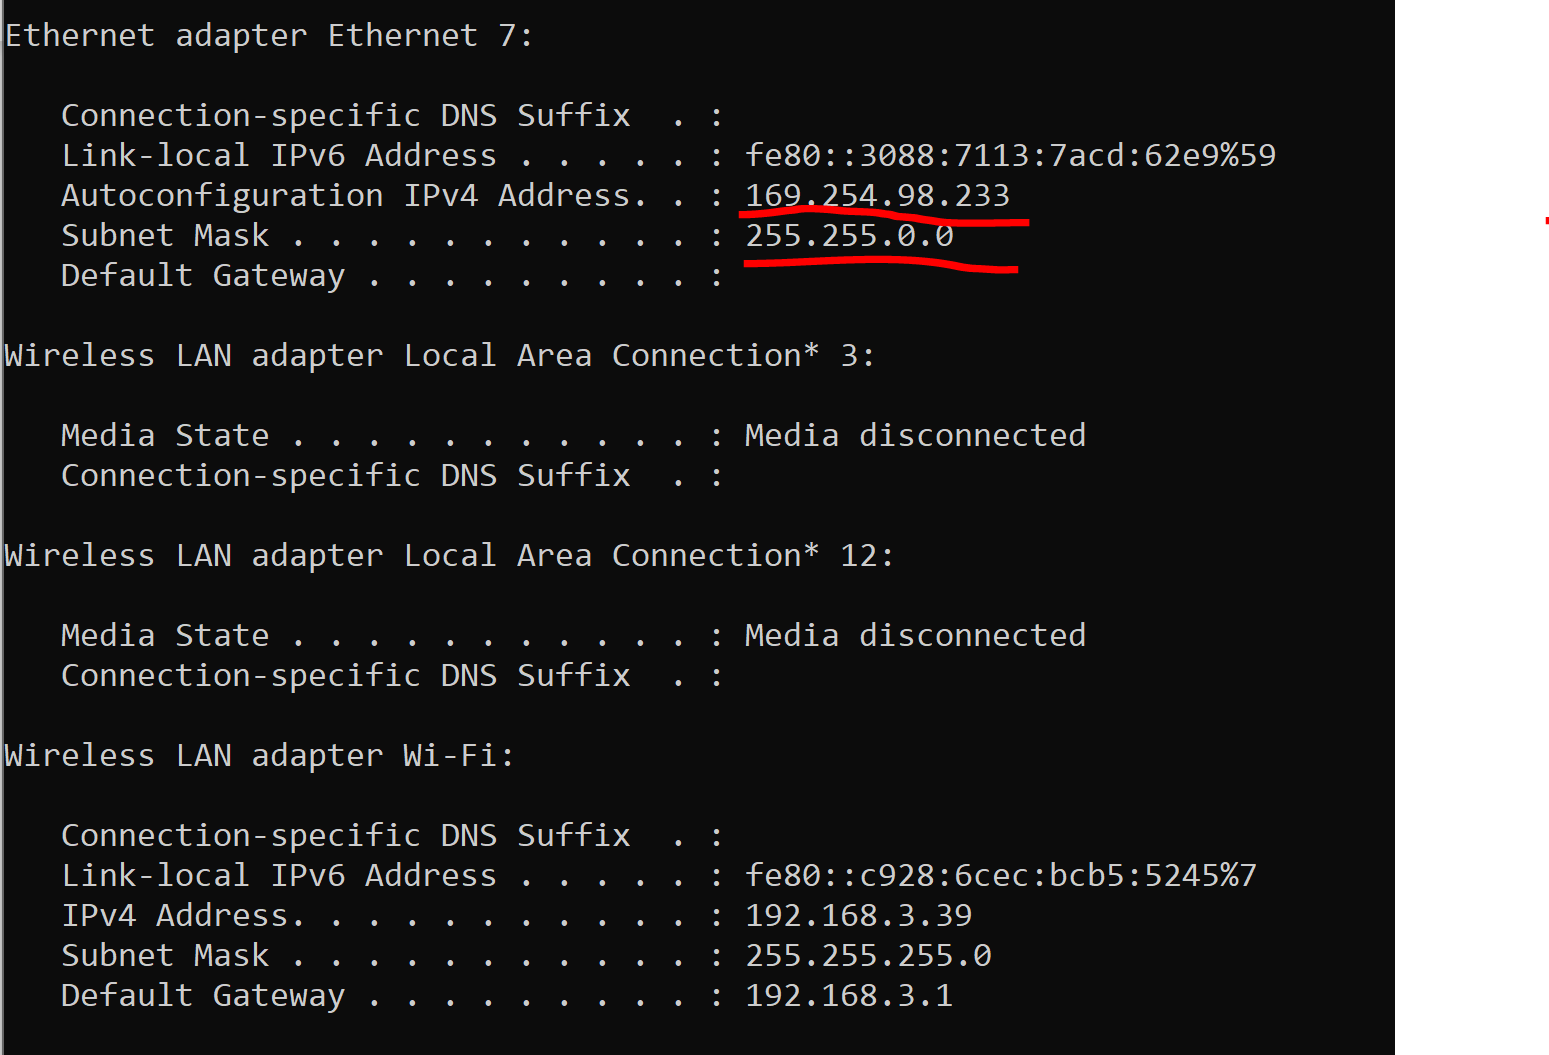 Ethernet adapter Ethernet 7:
Connection-specific DNS Suffix  . :
Link-local IPv6 Address . . . . . : fe80::3088:7113:7acd:62e9%59
Autoconfiguration IPv4 Address. . : 169.254.98.233
Subnet Mask . . . . . . . . . . . : 255.255.0.0
Default Gateway . . . . . . . . . :
Wireless LAN adapter Local Area Connection* 3:
Media State . . . . . . . . . . . : Media disconnected
Connection-specific DNS Suffix  . :
Wireless LAN adapter Local Area Connection* 12:
Media State . . . . . . . . . . . : Media disconnected
Connection-specific DNS Suffix  . :
Wireless LAN adapter Wi-Fi:
Connection-specific DNS Suffix  . :
Link-local IPv6 Address . . . . . : fe80::c928:6cec:bcb5:5245%7
IPv4 Address. . . . . . . . . . . : 192.168.3.39
Subnet Mask . . . . . . . . . . . : 255.255.255.0
Default Gateway . . . . . . . . . : 192.168.3.1